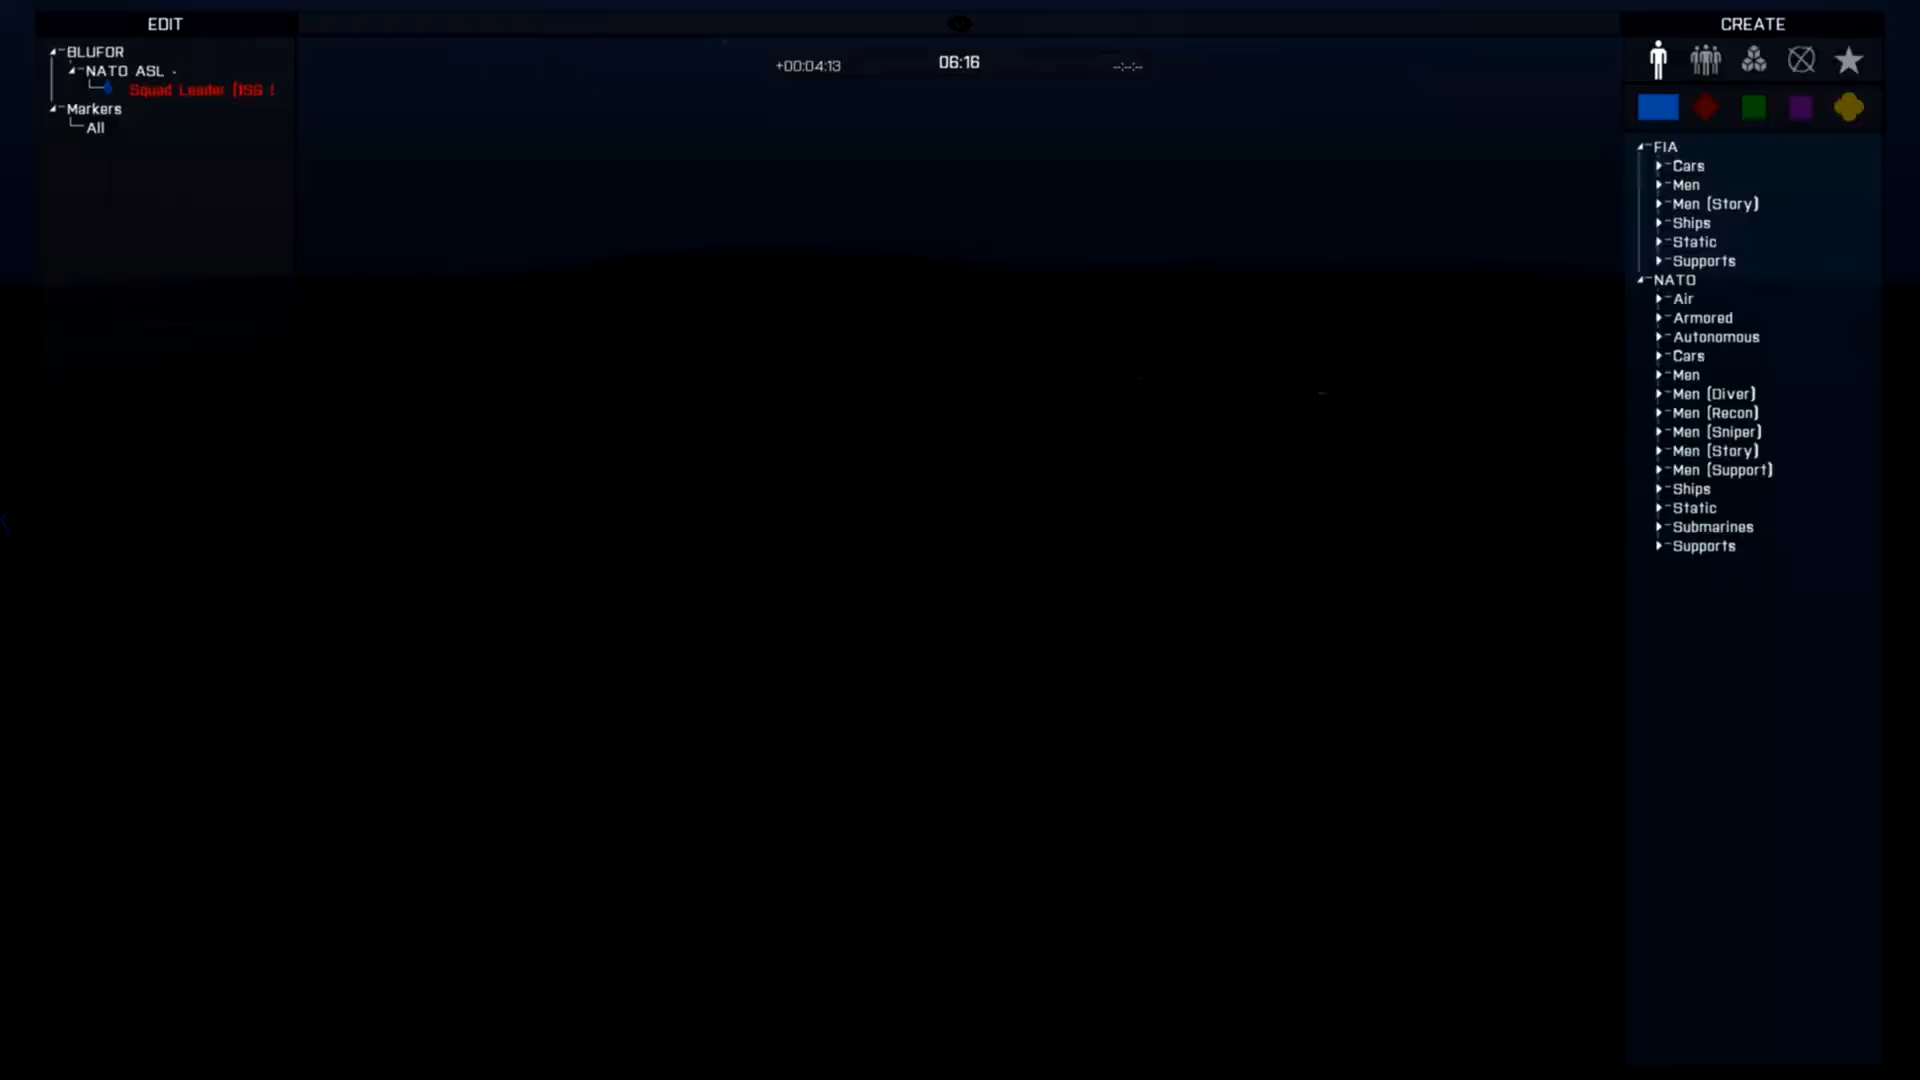 EDIT
BLUFOR
NATO ASL -
Squad Leader
Markers
All
+00:04:13
06:16
--:--:--
CREATE
FIA
Cars
Men
Men (Story)
Ships
Static
Supports
NATO
Air
Armored
Autonomous
Cars
Men
Men (Diver)
Men (Recon)
Men (Sniper)
Men (Story)
Men (Support)
Ships
Static
Submarines
Supports